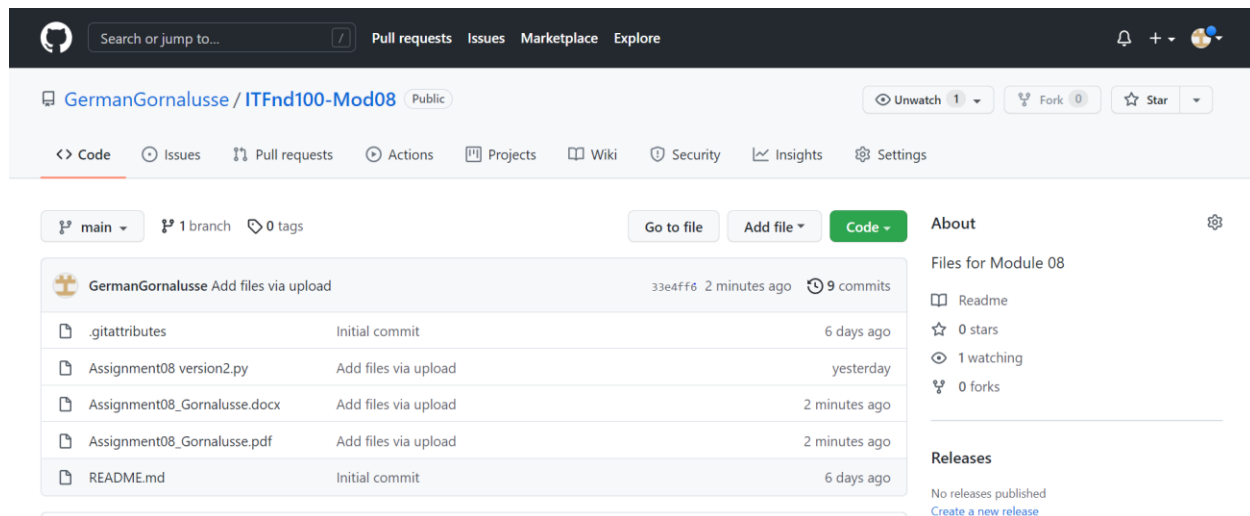 Search or jump to... / Pull requests Issues Marketplace Explore
GermanGornalusse / ITFnd100-Mod08 Public
Unwatch 1 Fork 0 Star
<> Code Issues Pull requests Actions Projects Wiki Security Insights Settings
main 1 branch 0 tags Go to file Add file Code
GermanGornalusse Add files via upload 33e4ff6 2 minutes ago 9 commits
.gitattributes Initial commit 6 days ago
Assignment08 version2.py Add files via upload yesterday
Assignment08_Gornalusse.docx Add files via upload 2 minutes ago
Assignment08_Gornalusse.pdf Add files via upload 2 minutes ago
README.md Initial commit 6 days ago
About
Files for Module 08
Readme
0 stars
1 watching
0 forks
Releases
No releases published
Create a new release